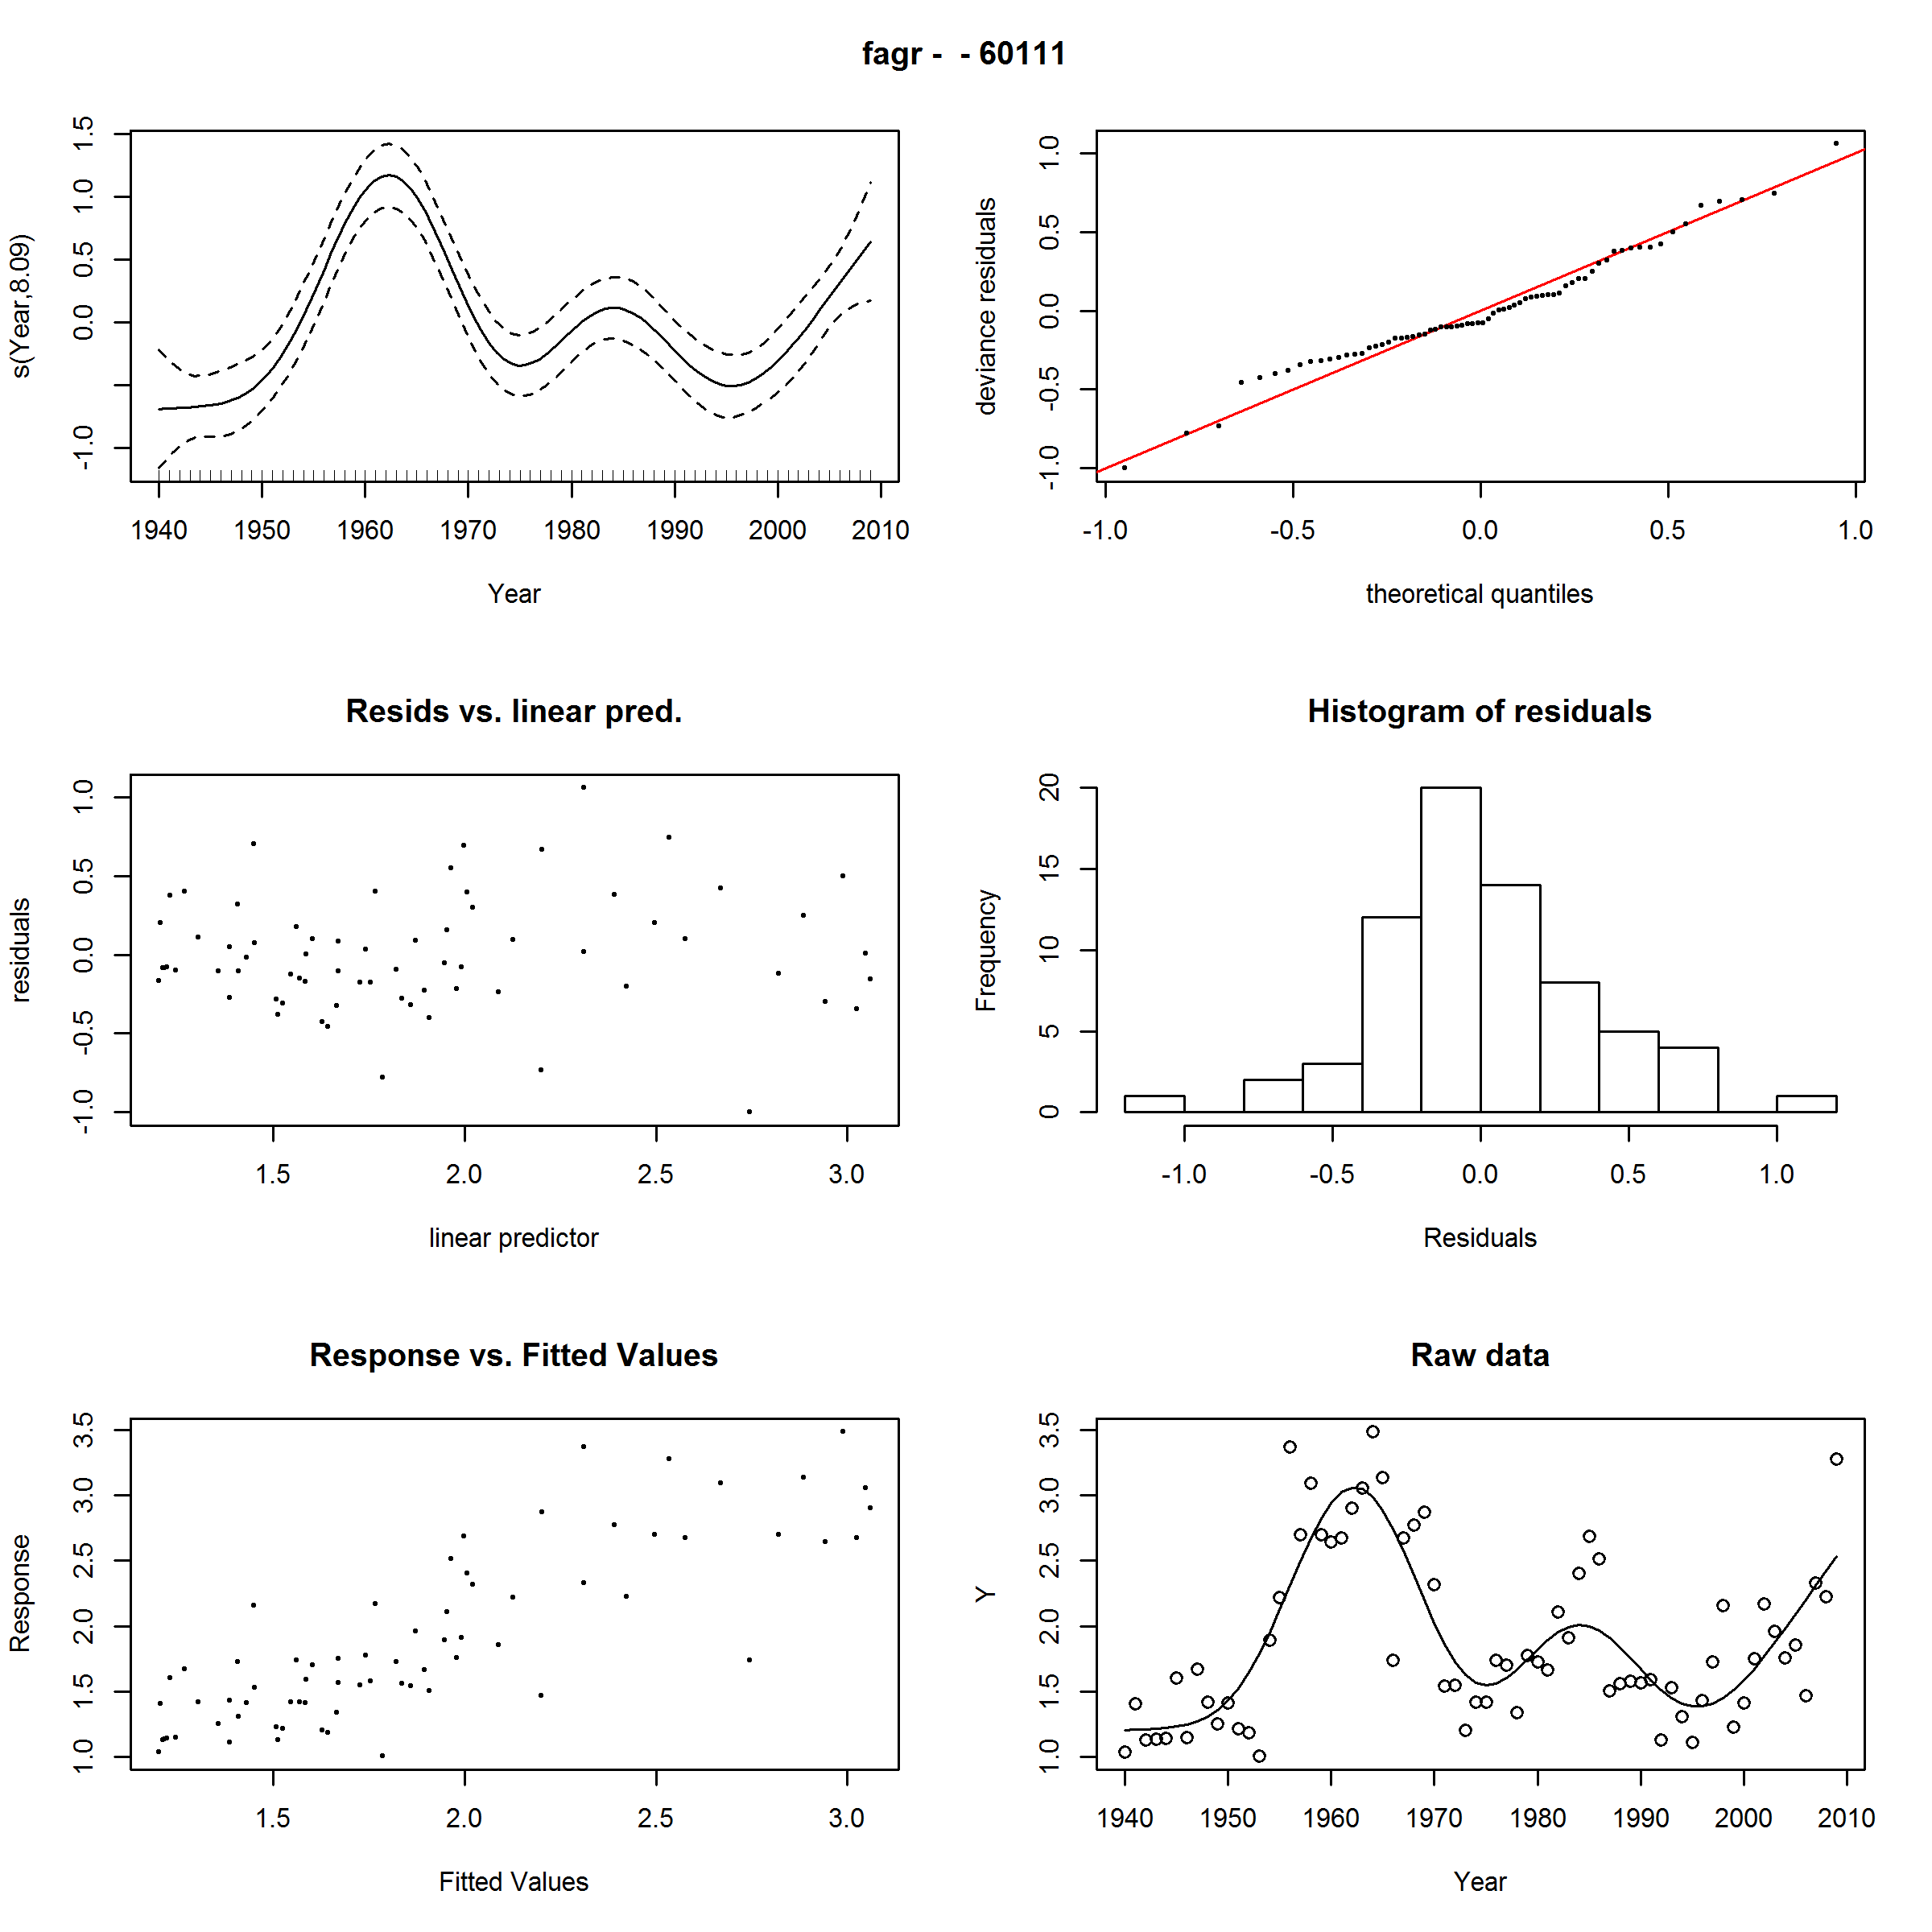 fagr -  - 60111
s(Year,8.09)
1.5
1.0
0.5
0.0
-1.0
1940 1950 1960 1970 1980 1990 2000 2010
Year
deviance residuals
1.0
0.5
0.0
-0.5
-1.0
-1.0 -0.5 0.0 0.5 1.0
theoretical quantiles
Resids vs. linear pred.
residuals
1.0
0.5
0.0
-0.5
-1.0
1.5 2.0 2.5 3.0
linear predictor
Histogram of residuals
Frequency
20
15
10
5
0
-1.0 -0.5 0.0 0.5 1.0
Residuals
Response vs. Fitted Values
Response
3.5
3.0
2.5
2.0
1.5
1.0
1.5 2.0 2.5 3.0
Fitted Values
Raw data
Y
3.5
3.0
2.5
2.0
1.5
1.0
1940 1950 1960 1970 1980 1990 2000 2010
Year